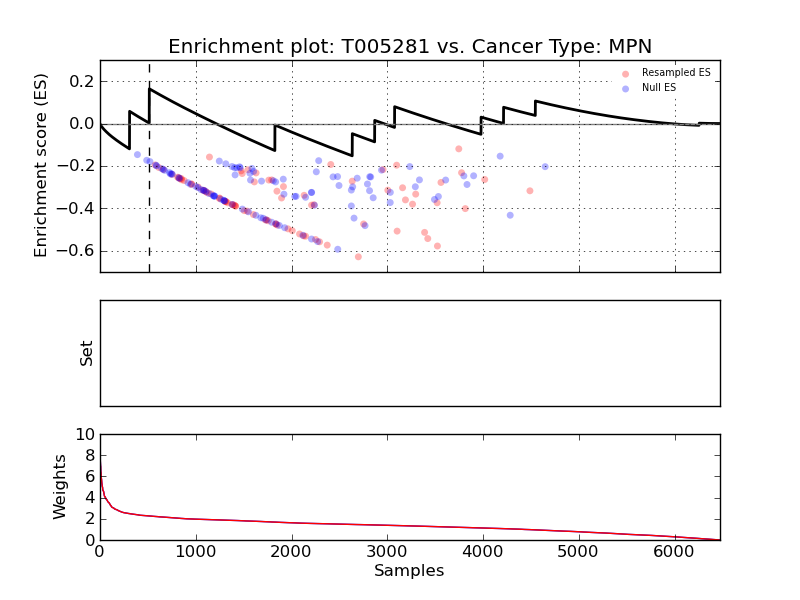 Enrichment plot: T005281 vs. Cancer Type: MPN
Enrichment score (ES)
0.2
0.0
−0.2
−0.4
−0.6
Resampled ES
Null ES
Set
Weights
10
8
6
4
2
0
0 1000 2000 3000 4000 5000 6000
Samples